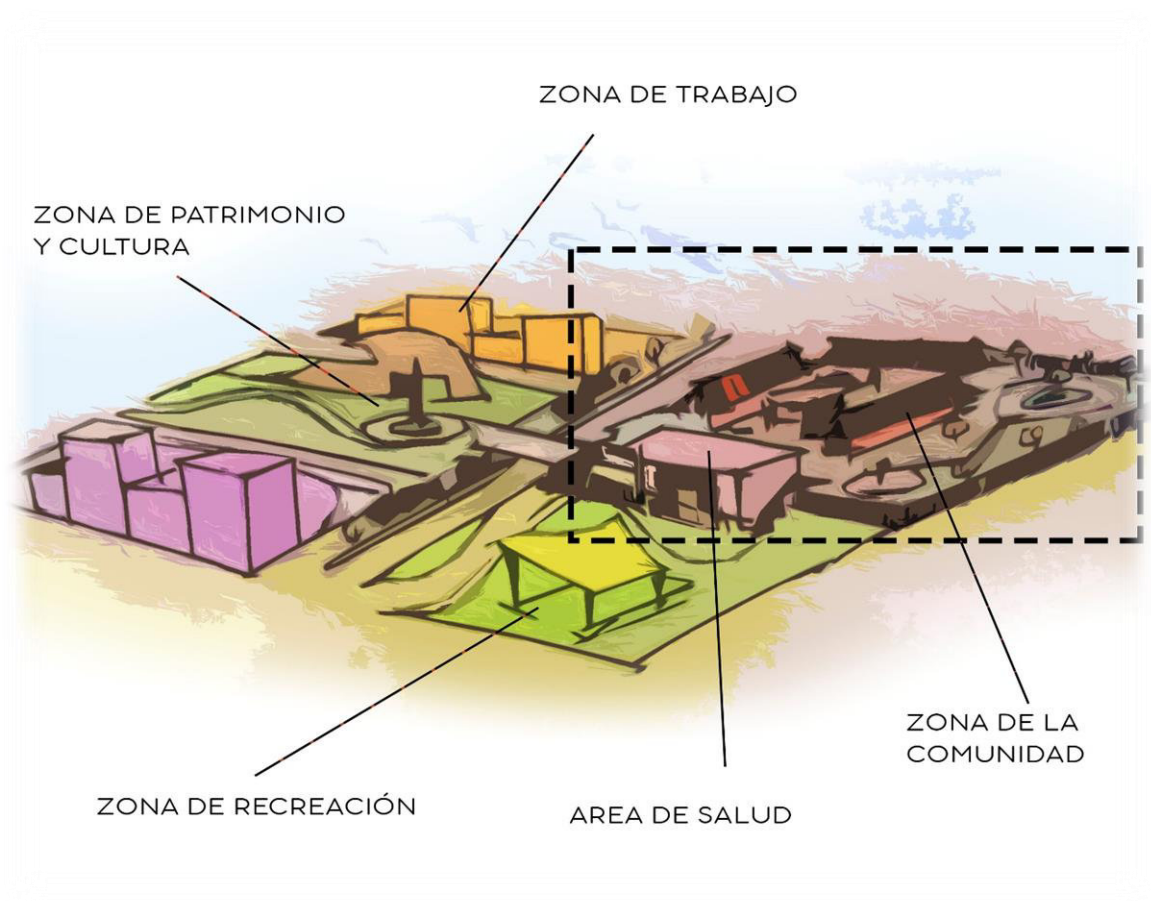 ZONA DE TRABAJO
ZONA DE PATRIMONIO
Y CULTURA
ZONA DE LA
COMUNIDAD
ZONA DE RECREACIÓN
AREA DE SALUD